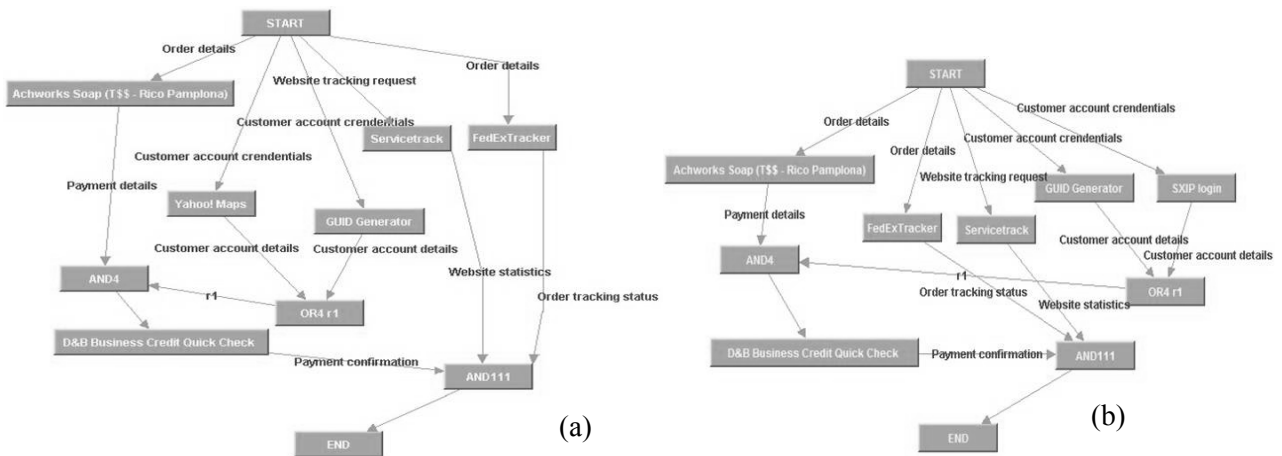 START
Order details
Order details
Website tracking request
Achworks Soap (T$$ - Rico Pamplona)
Customer account crendentials
Servicetrack
FedExTracker
Customer account crendentials
Payment details
Yahoo! Maps
GUID Generator
Customer account details
Customer account details
AND4
Website statistics
r1
Order tracking status
OR4 r1
D&B Business Credit Quick Check
Payment confirmation
AND111
END
(a)
START
Customer account crendentials
Order details
Customer account crendentials
Order details
Achworks Soap (T$$ - Rico Pamplona)
Website tracking request
GUID Generator
SXIP login
Payment details
FedExTracker
Servicetrack
Customer account details
AND4
Customer account details
r1
Order tracking status
OR4 r1
Website statistics
D&B Business Credit Quick Check
Payment confirmation
AND111
END
(b)